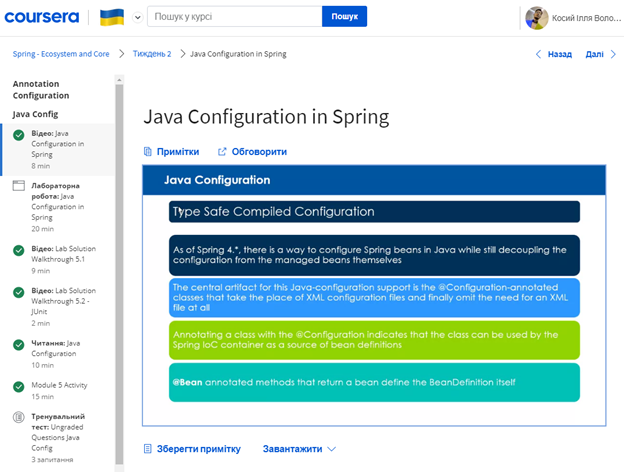 coursera
Пошук у курсі
Пошук
Косий Ілля Воло...
Spring - Ecosystem and Core
Тиждень 2
Java Configuration in Spring
Назад
Далі
Annotation
Configuration
Java Config
Відео: Java
Configuration in
Spring
8 min
Лабораторна
робота: Java
Configuration in
Spring
20 min
Відео: Lab Solution
Walkthrough 5.1
9 min
Відео: Lab Solution
Walkthrough 5.2 -
JUnit
2 min
Читання: Java
Configuration
10 min
Module 5 Activity
15 min
Тренувальний
тест: Ungraded
Questions Java
Config
3 запитання
Java Configuration in Spring
Примітки
Обговорити
Java Configuration
Type Safe Compiled Configuration
As of Spring 4.*, there is a way to configure Spring beans in Java while still decoupling the
configuration from the managed beans themselves
The central artifact for this Java-configuration support is the @Configuration-annotated
classes that take the place of XML configuration files and finally omit the need for an XML
file at all
Annotating a class with the @Configuration indicates that the class can be used by the
Spring IoC container as a source of bean definitions
@Bean annotated methods that return a bean define the BeanDefinition itself
Зберегти примітку
Завантажити